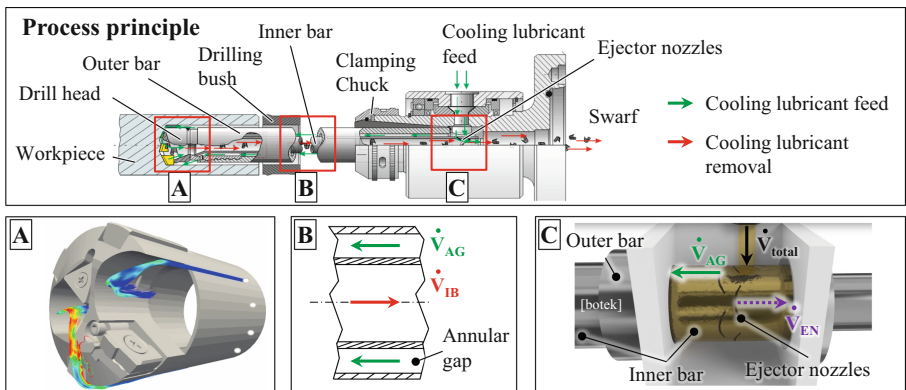 Process principle
Inner bar
Cooling lubricant
feed
Ejector nozzles
Drilling
bush
Outer bar
Clamping
Chuck
Drill head
Swarf
Cooling lubricant feed
Workpiece
Cooling lubricant
removal
A
B
C
A
B
V̇AG
V̇IB
Annular
gap
C
Outer bar
V̇AG
V̇total
[botek]
V̇EN
Inner bar
Ejector nozzles